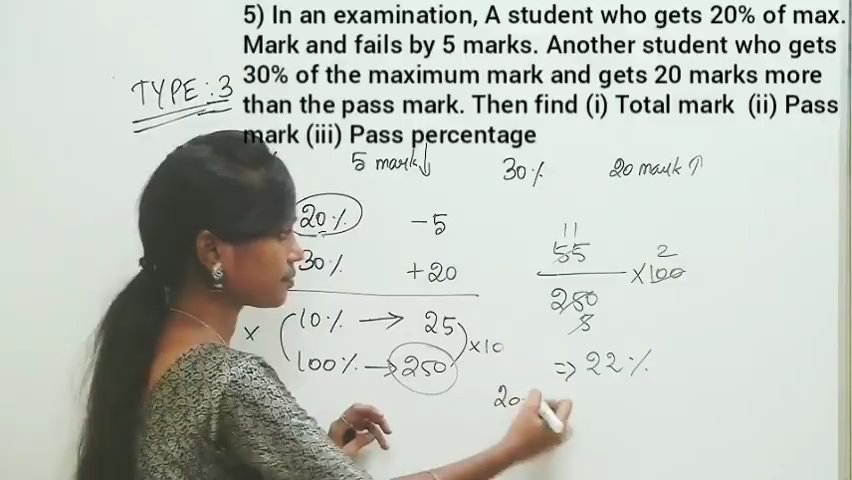 5) In an examination, A student who gets 20% of max.
Mark and fails by 5 marks. Another student who gets
30% of the maximum mark and gets 20 marks more
than the pass mark. Then find (i) Total mark (ii) Pass
mark (iii) Pass percentage
TYPE:3
5 mark↓ 30% 20 mark↑
20% -5
30% +20
10% → 25
100% → 250
× ×10
11
55
250
5
×100
2
⇒ 22%
20